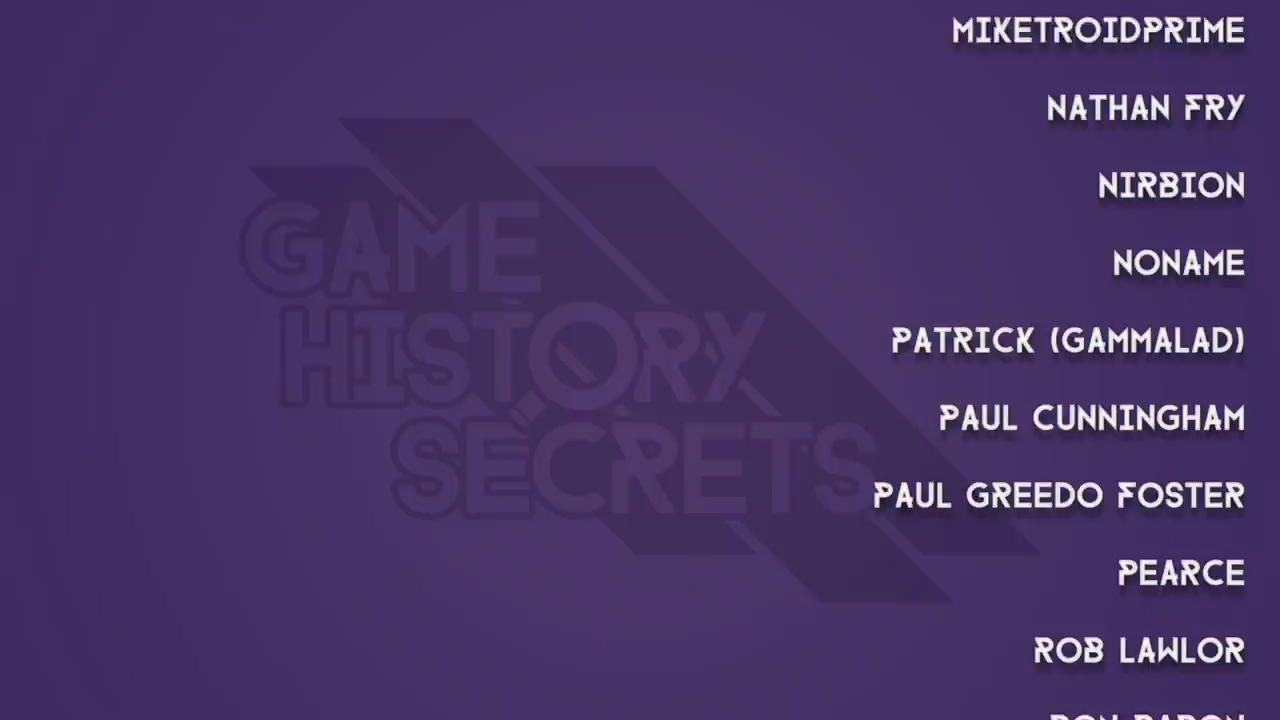 MIKETROIDPRIME
NATHAN FRY
NIRBION
NONAME
PATRICK (GAMMALAD)
PAUL CUNNINGHAM
PAUL GREEDO FOSTER
PEARCE
ROB LAWLOR
GAME
HISTORY
SECRETS